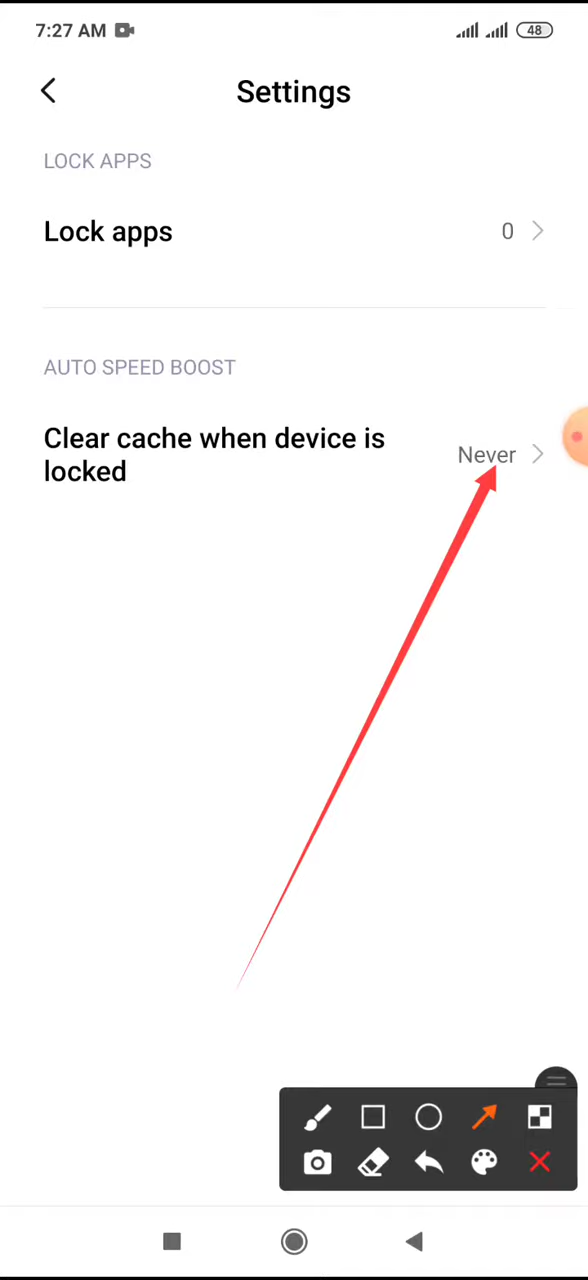 7:27 AM
48
Settings
LOCK APPS
Lock apps
0
AUTO SPEED BOOST
Clear cache when device is
locked
Never